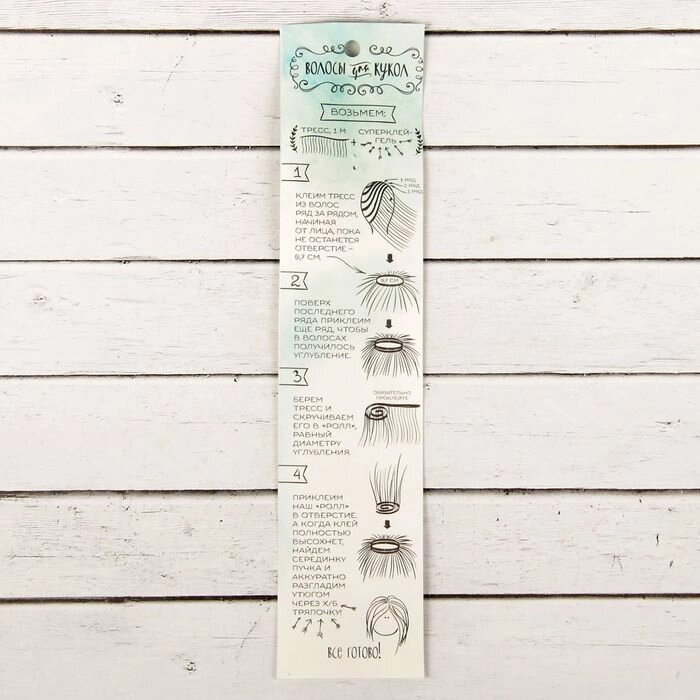 ВОЛОСЫ для КУКОЛ
ВОЗЬМЕМ:
ТРЕСС, 1 М + СУПЕРКЛЕЙ-
ГЕЛЬ
1
3 РЯД
2 РЯД
1 РЯД
КЛЕИМ ТРЕСС
ИЗ ВОЛОС
РЯД ЗА РЯДОМ,
НАЧИНАЯ
ОТ ЛИЦА, ПОКА
НЕ ОСТАНЕТСЯ
ОТВЕРСТИЕ –
0,7 СМ.
2
0,7 СМ
ПОВЕРХ
ПОСЛЕДНЕГО
РЯДА ПРИКЛЕИМ
ЕЩЕ РЯД, ЧТОБЫ
В ВОЛОСАХ
ПОЛУЧИЛОСЬ
УГЛУБЛЕНИЕ.
3
ОБЯЗАТЕЛЬНО
ПРОКЛЕЙТЕ
БЕРЕМ
ТРЕСС И
СКРУЧИВАЕМ
ЕГО В «РОЛЛ»,
РАВНЫЙ
ДИАМЕТРУ
УГЛУБЛЕНИЯ.
4
ПРИКЛЕИМ
НАШ «РОЛЛ»
В ОТВЕРСТИЕ.
А КОГДА КЛЕЙ
ПОЛНОСТЬЮ
ВЫСОХНЕТ,
НАЙДЕМ
СЕРЕДИНКУ
ПУЧКА И
АККУРАТНО
РАЗГЛАДИМ
УТЮГОМ
ЧЕРЕЗ Х/Б
ТРЯПОЧКУ!
ВСЕ ГОТОВО!